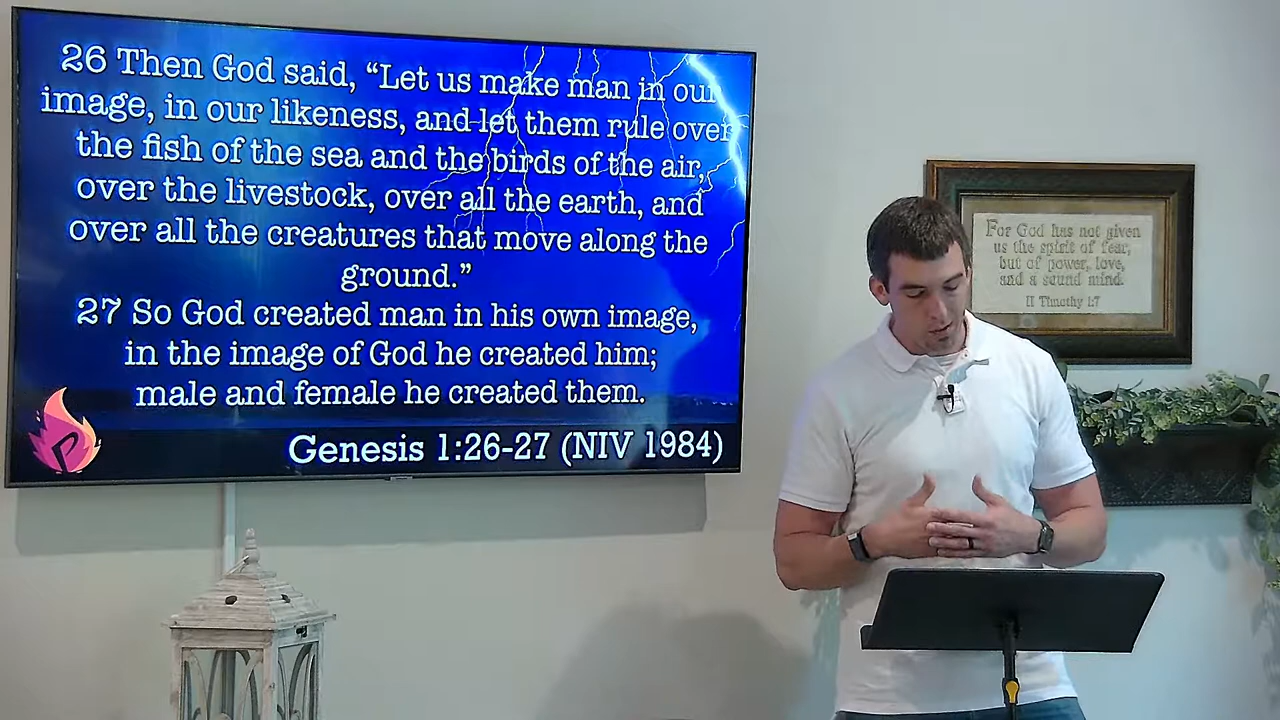 26 Then God said, “Let us make man in our
image, in our likeness, and let them rule over
the fish of the sea and the birds of the air,
over the livestock, over all the earth, and
over all the creatures that move along the
ground.”
27 So God created man in his own image,
in the image of God he created him;
male and female he created them.
Genesis 1:26-27 (NIV 1984)
P
For God has not given
us the spirit of fear,
but of power, love,
and a sound mind.
II Timothy 1:7